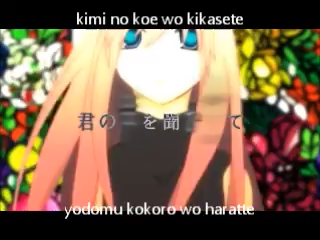 kimi no koe wo kikasete
君の を聞 て
yodomu kokoro wo haratte